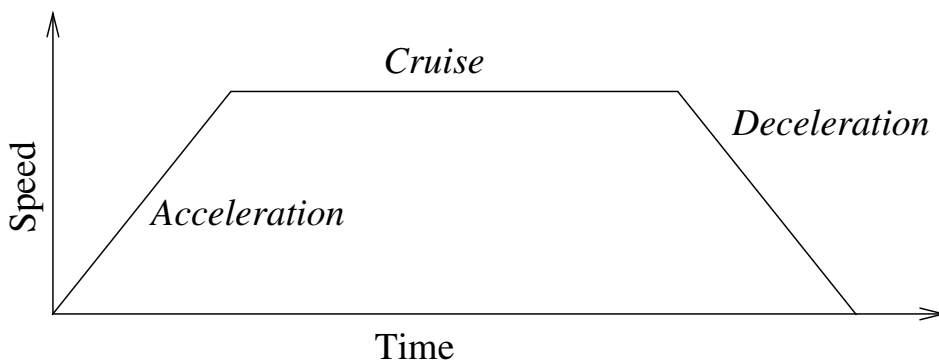 Cruise
Deceleration
Acceleration
Speed
Time